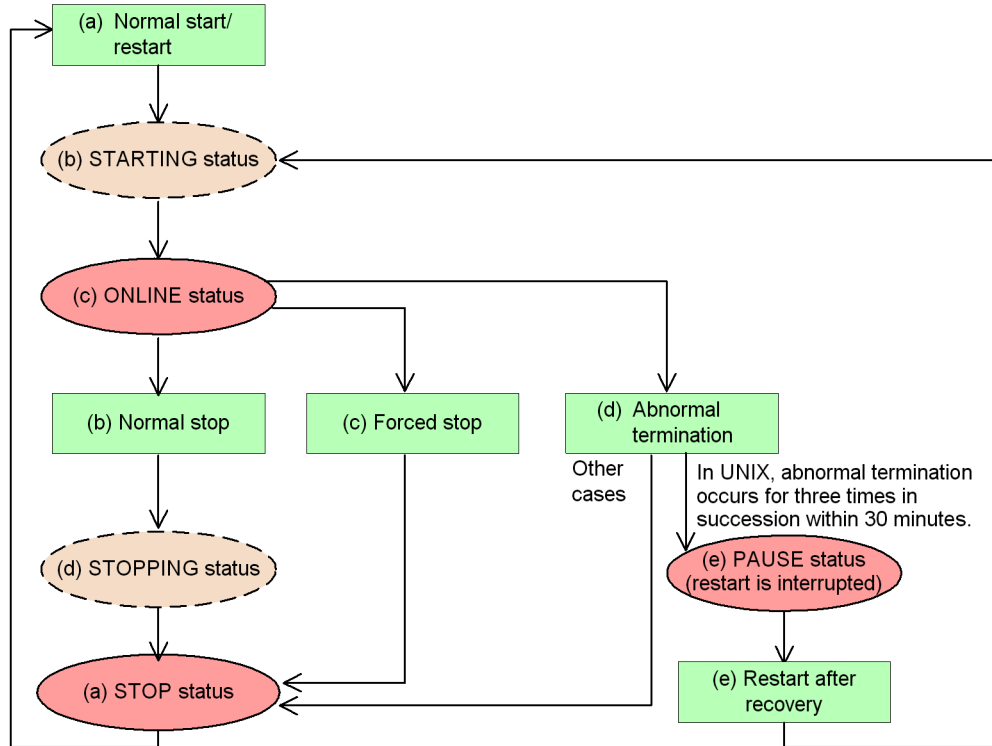 (a) Normal start/
restart
(b) STARTING status
(c) ONLINE status
(b) Normal stop
(c) Forced stop
(d) Abnormal
termination
Other
cases
In UNIX, abnormal termination
occurs for three times in
succession within 30 minutes.
(d) STOPPING status
(e) PAUSE status
(restart is interrupted)
(a) STOP status
(e) Restart after
recovery